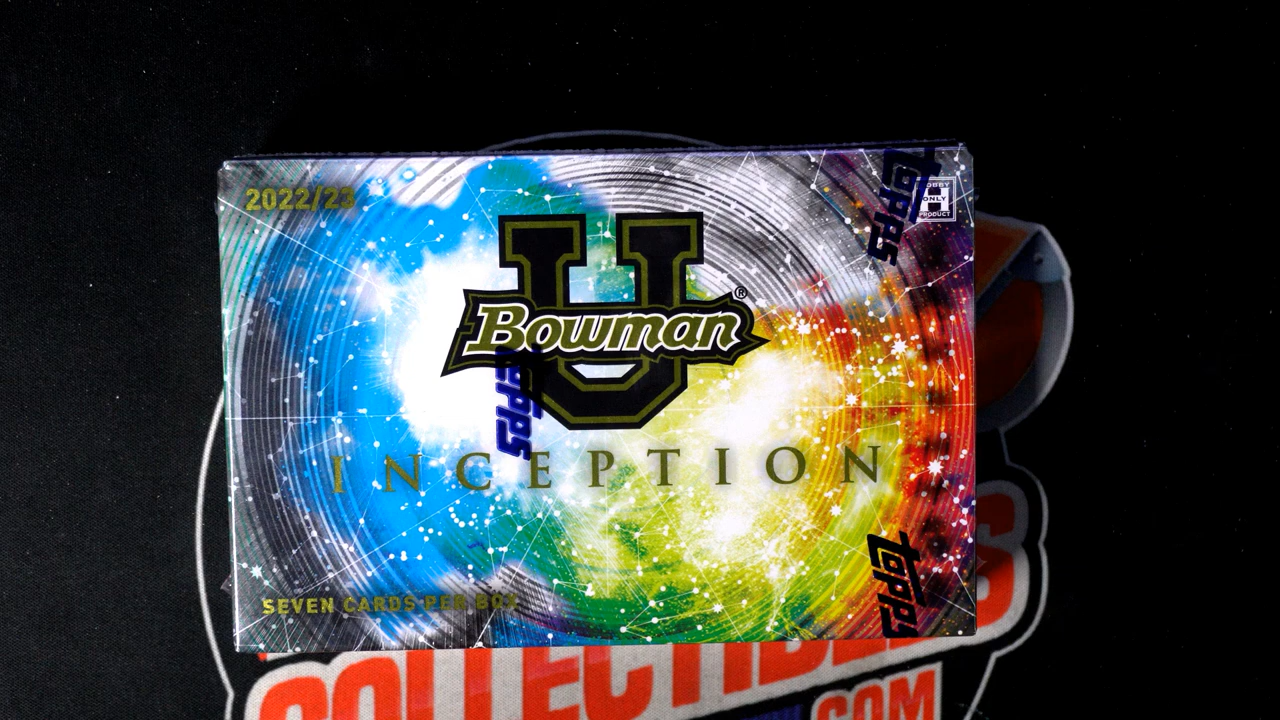 2022/23
topps
HOBBY
H
ONLY
PRODUCT
U
Bowman®
topps
INCEPTION
topps
SEVEN CARDS PER BOX
COLLECTIBLES
.COM